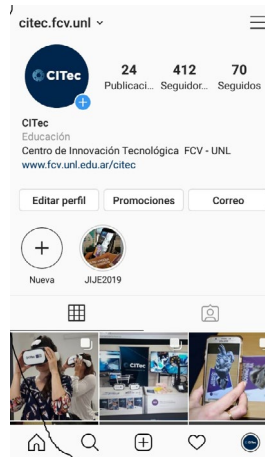 citec.fcv.unl
CITec
24 412 70
Publicaci... Seguidor... Seguidos
CITec
Educación
Centro de Innovación Tecnológica FCV - UNL
www.fcv.unl.edu.ar/citec
Editar perfil Promociones Correo
Nueva JIJE2019
CITec